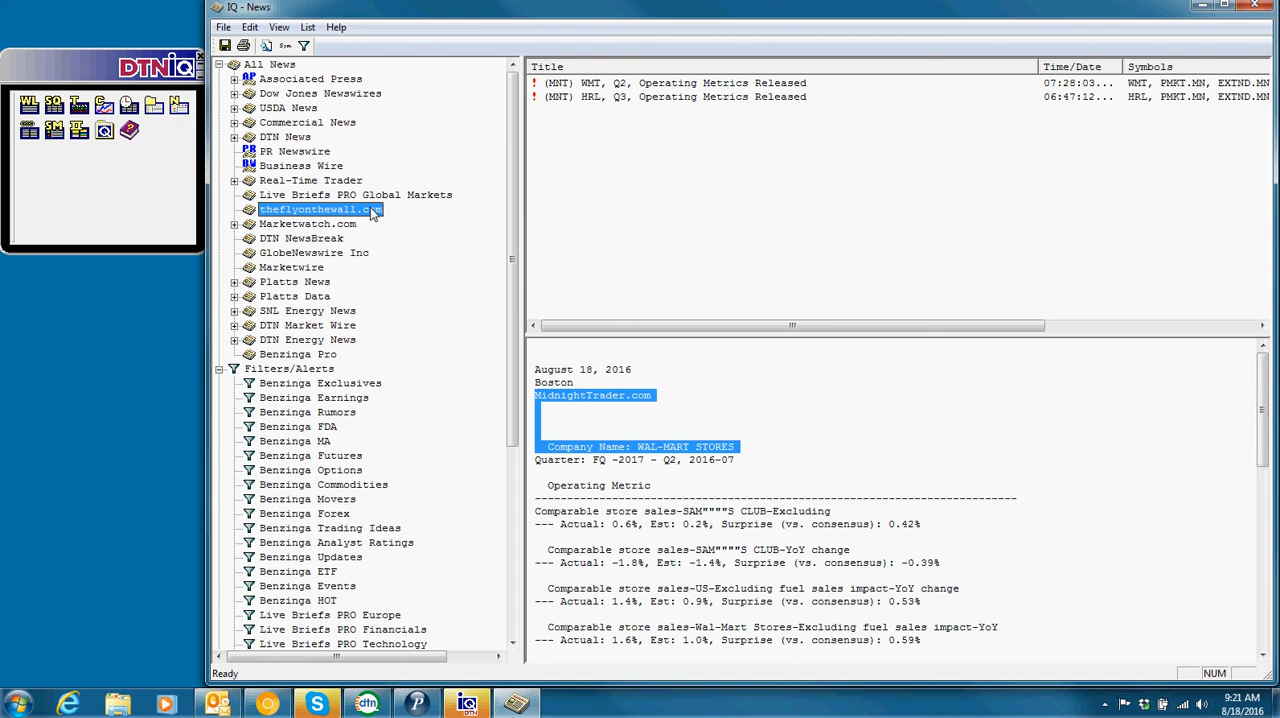 IQ - News
File Edit View List Help
Sym
DTN IQ
WL SQ T C N
SM
All News
AP Associated Press
Dow Jones Newswires
USDA News
Commercial News
DTN News
PR PR Newswire
BW Business Wire
Real-Time Trader
Live Briefs PRO Global Markets
theflyonthewall.com
Marketwatch.com
DTN NewsBreak
GlobeNewswire Inc
Marketwire
Platts News
Platts Data
SNL Energy News
DTN Market Wire
DTN Energy News
Benzinga Pro
Filters/Alerts
Benzinga Exclusives
Benzinga Earnings
Benzinga Rumors
Benzinga FDA
Benzinga MA
Benzinga Futures
Benzinga Options
Benzinga Commodities
Benzinga Movers
Benzinga Forex
Benzinga Trading Ideas
Benzinga Analyst Ratings
Benzinga Updates
Benzinga ETF
Benzinga Events
Benzinga HOT
Live Briefs PRO Europe
Live Briefs PRO Financials
Live Briefs PRO Technology
Title Time/Date Symbols
! (MNT) WMT, Q2, Operating Metrics Released 07:28:03... WMT, PMKT.MN, EXTND.MN
! (MNT) HRL, Q3, Operating Metrics Released 06:47:12... HRL, PMKT.MN, EXTND.MN
August 18, 2016
Boston
MidnightTrader.com
Company Name: WAL-MART STORES
Quarter: FQ -2017 - Q2, 2016-07
Operating Metric
---------------------------------------------------------------------------
Comparable store sales-SAM""""S CLUB-Excluding
--- Actual: 0.6%, Est: 0.2%, Surprise (vs. consensus): 0.42%
Comparable store sales-SAM""""S CLUB-YoY change
--- Actual: -1.8%, Est: -1.4%, Surprise (vs. consensus): -0.39%
Comparable store sales-US-Excluding fuel sales impact-YoY change
--- Actual: 1.4%, Est: 0.9%, Surprise (vs. consensus): 0.53%
Comparable store sales-Wal-Mart Stores-Excluding fuel sales impact-YoY
--- Actual: 1.6%, Est: 1.0%, Surprise (vs. consensus): 0.59%
Ready
NUM
dtn
P
IQ DTN
9:21 AM
8/18/2016